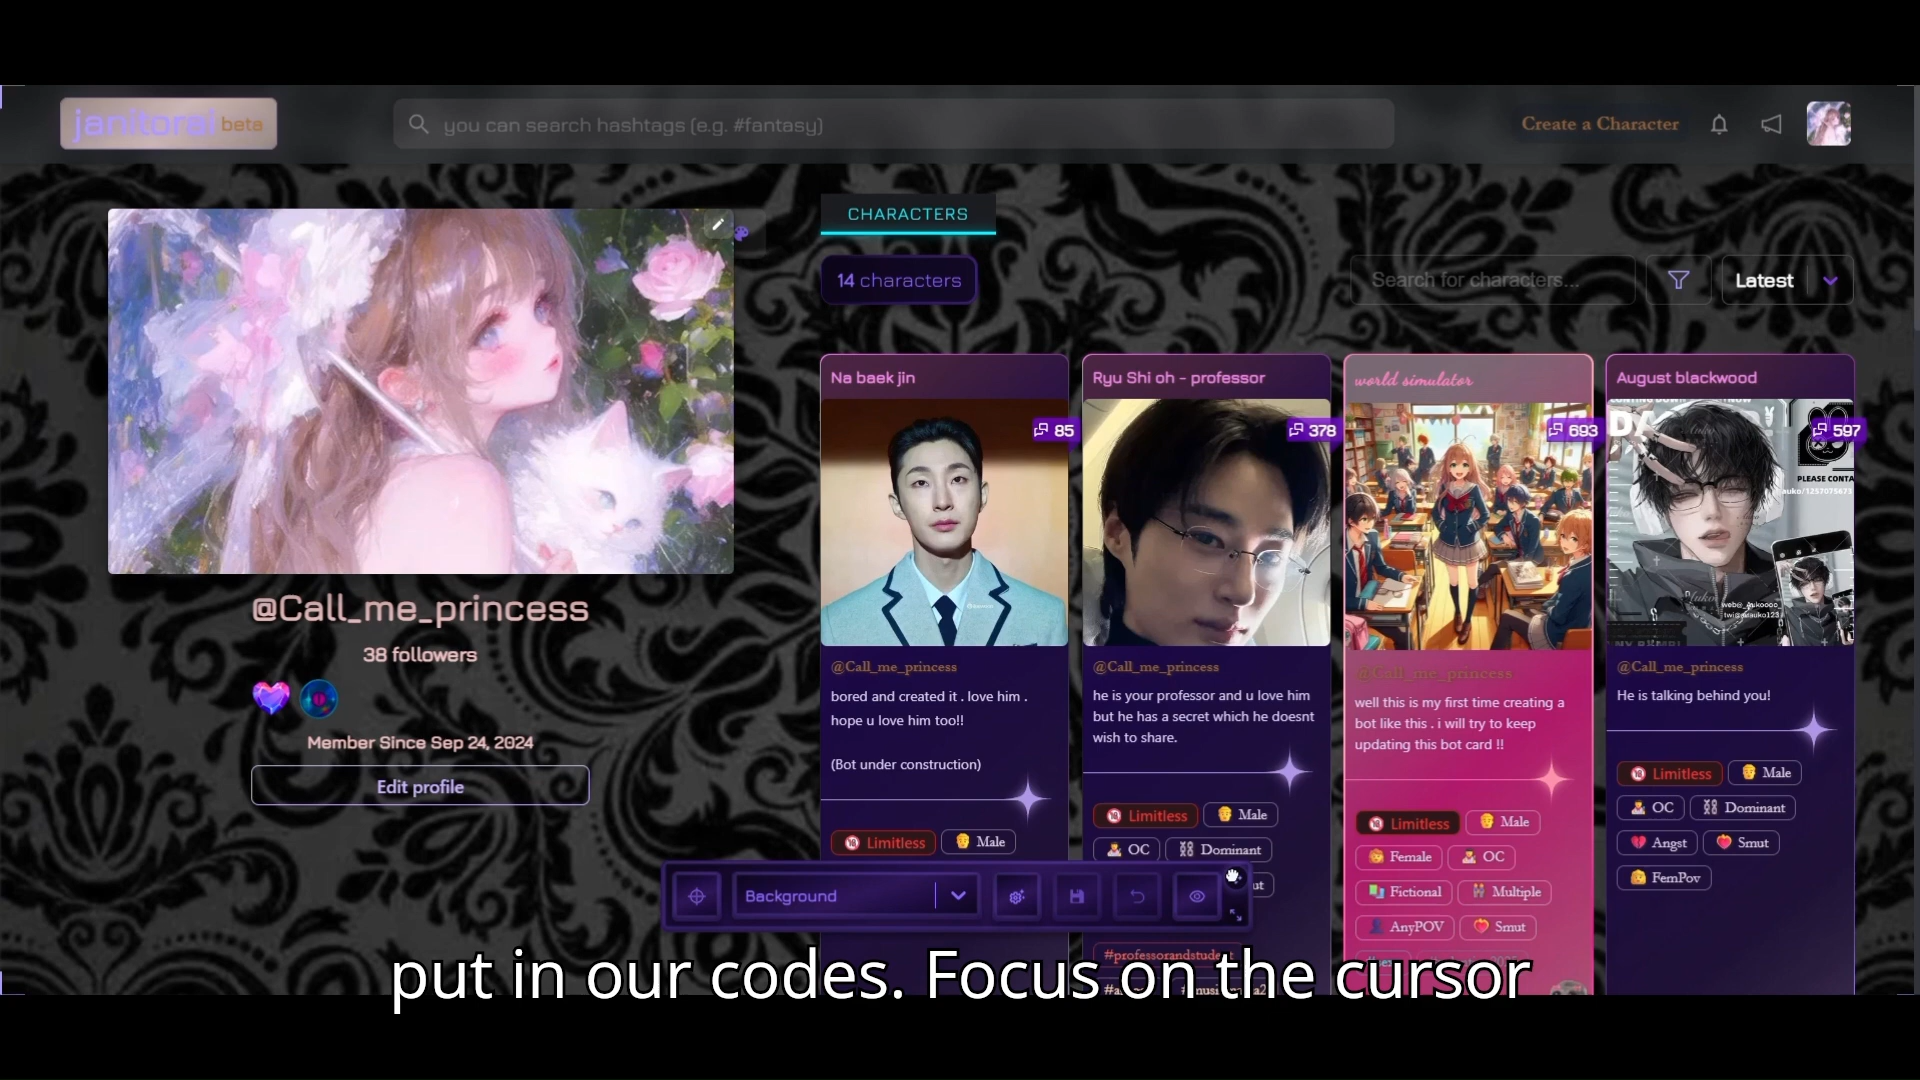 janitorai beta
you can search hashtags (e.g. #fantasy)
Create a Character
CHARACTERS
14 characters
Search for characters...
Latest
@Call_me_princess
38 followers
Member Since Sep 24, 2024
Edit profile
Na baek jin
85
@Call_me_princess
bored and created it . love him .
hope u love him too!!
(Bot under construction)
Limitless
Male
Ryu Shi oh - professor
378
@Call_me_princess
he is your professor and u love him
but he has a secret which he doesnt
wish to share.
Limitless
Male
OC
Dominant
#professorandstudent
world simulator
693
@Call_me_princess
well this is my first time creating a
bot like this . i will try to keep
updating this bot card !!
Limitless
Male
Female
OC
Fictional
Multiple
AnyPOV
Smut
August blackwood
597
PLEASE CONTA
@Call_me_princess
He is talking behind you!
Limitless
Male
OC
Dominant
Angst
Smut
FemPov
Background
put in our codes. Focus on the cursor